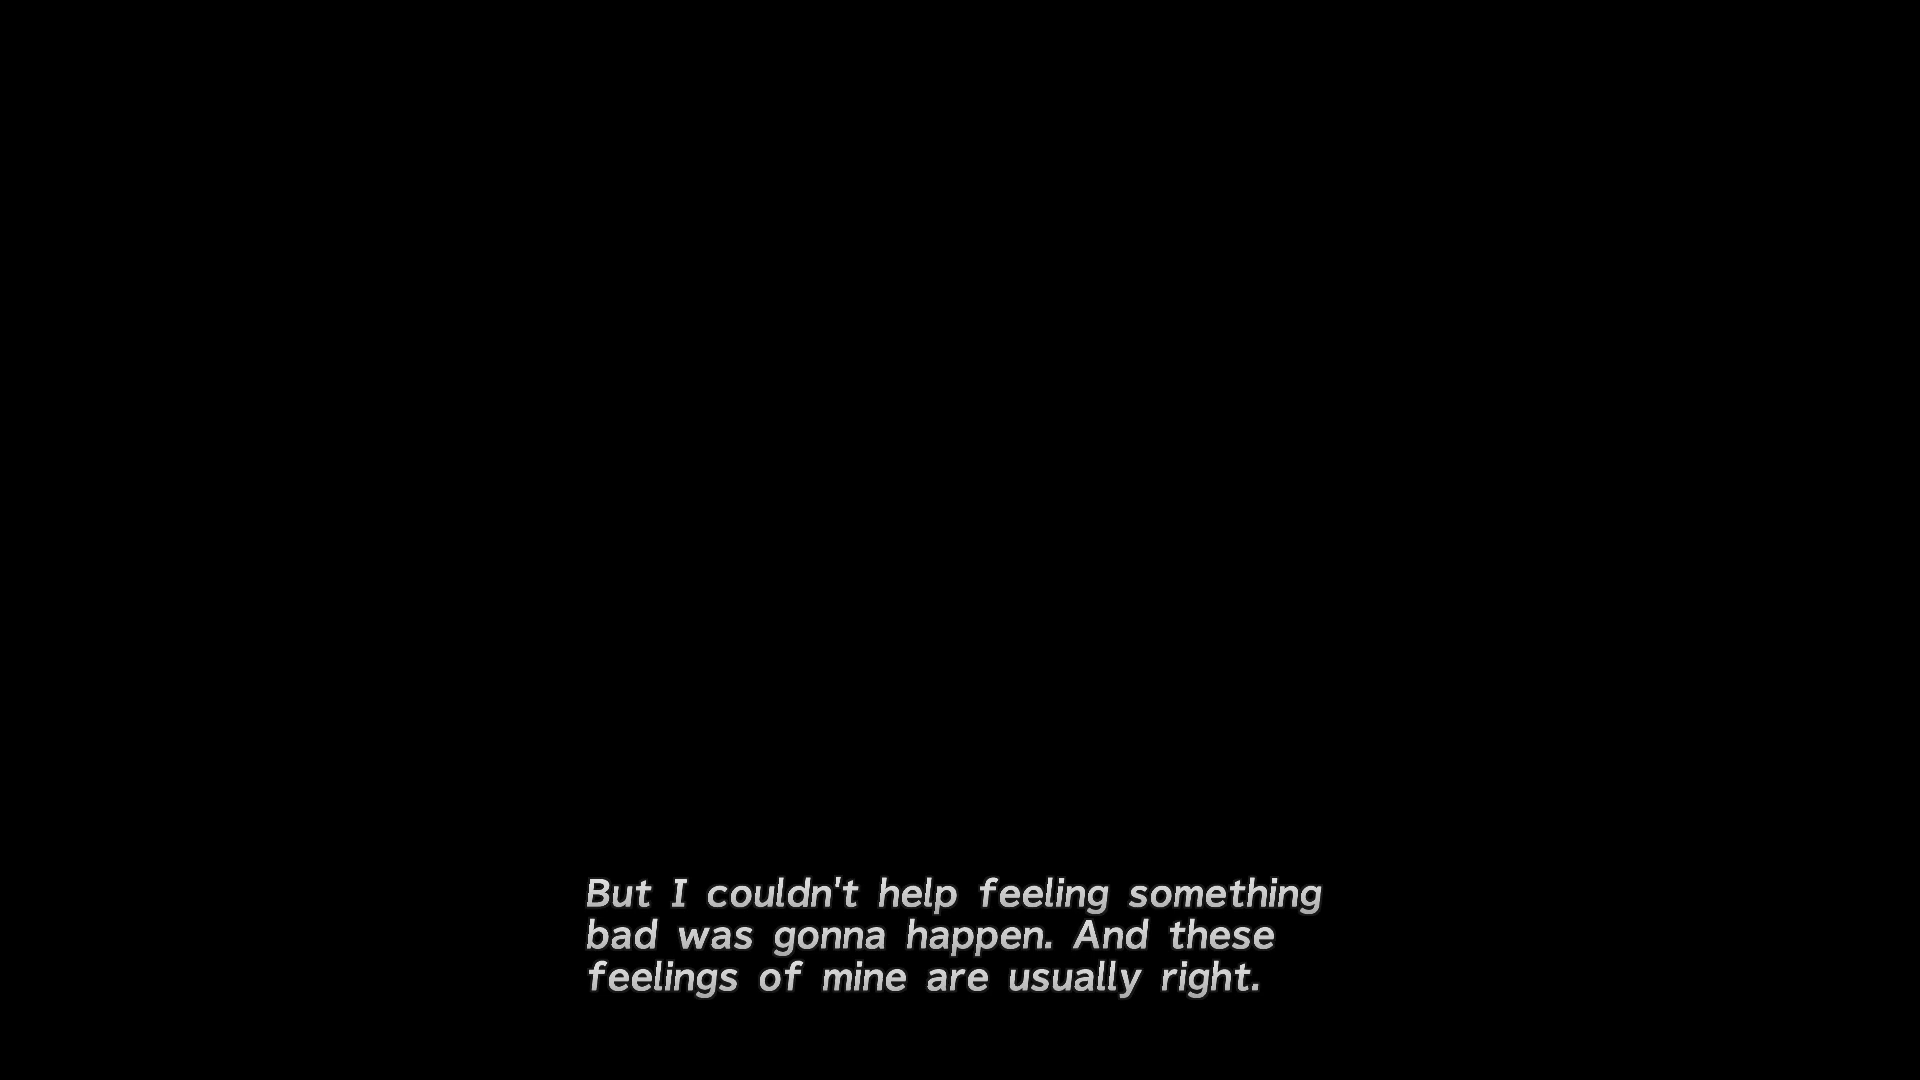 But I couldn't help feeling something
bad was gonna happen. And these
feelings of mine are usually right.